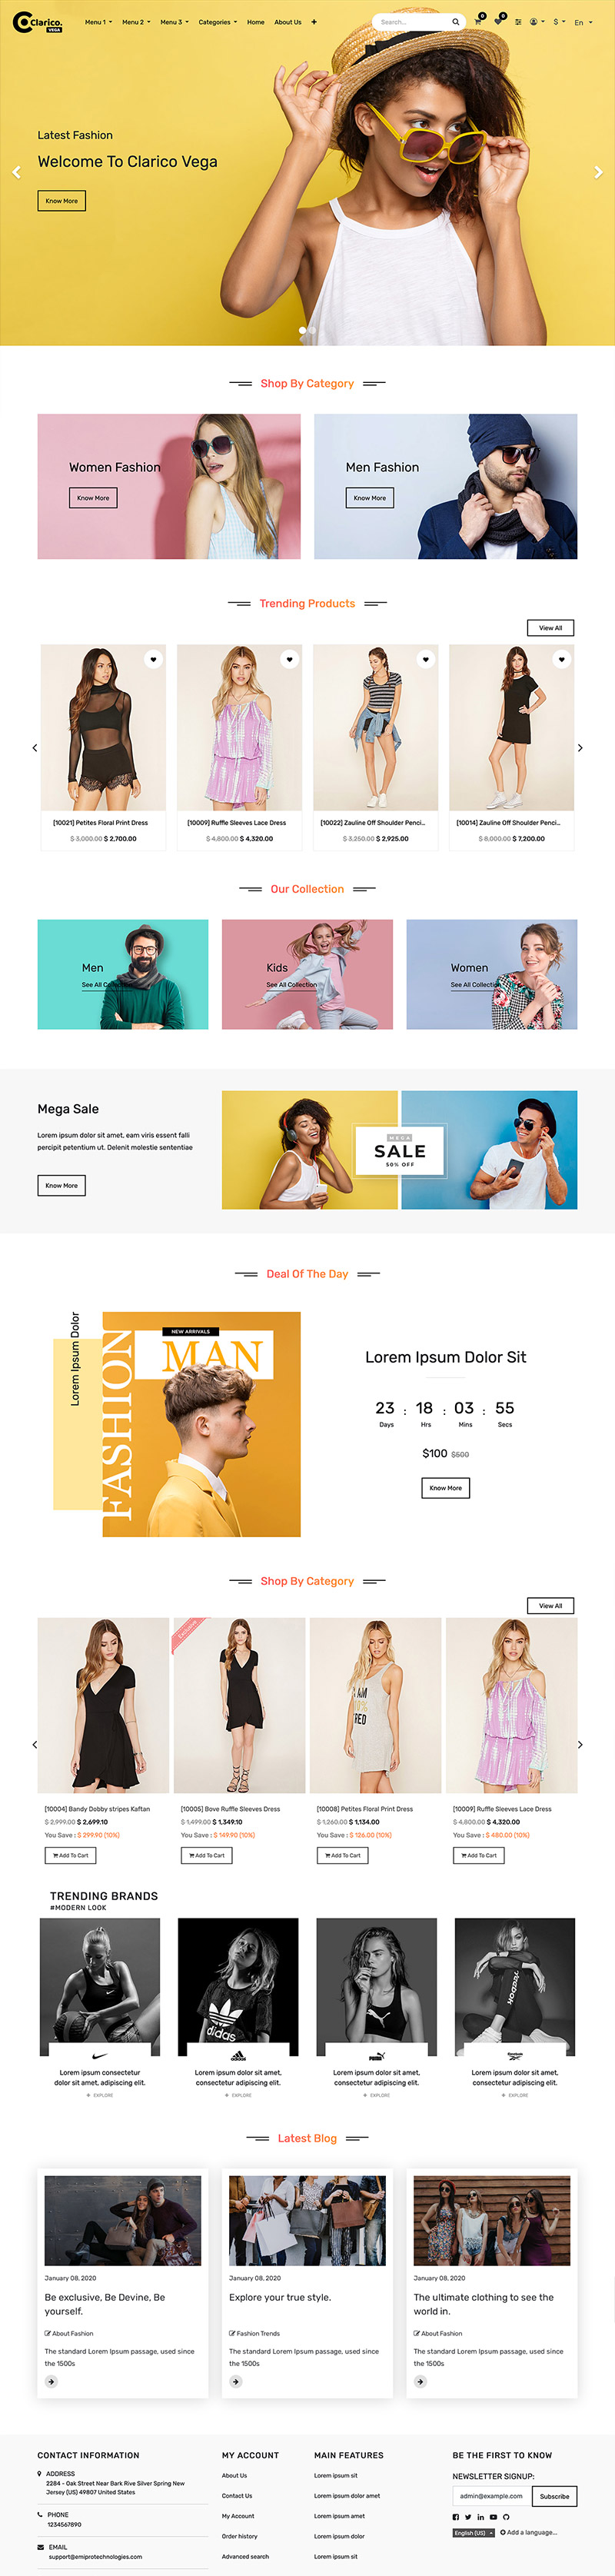 Clarico.
VEGA
Menu 1 Menu 2 Menu 3 Categories Home About Us
Search...
0 0
$ En
Latest Fashion
Welcome To Clarico Vega
Know More
Shop By Category
Women Fashion
Know More
Men Fashion
Know More
Trending Products
View All
[10021] Petites Floral Print Dress
$ 3,000.00 $ 2,700.00
[10009] Ruffle Sleeves Lace Dress
$ 4,800.00 $ 4,320.00
[10022] Zauline Off Shoulder Penci...
$ 3,250.00 $ 2,925.00
[10014] Zauline Off Shoulder Penci...
$ 8,000.00 $ 7,200.00
Our Collection
Men
See All Collection
Kids
See All Collection
Women
See All Collection
Mega Sale
Lorem ipsum dolor sit amet, eam viris essent falli
percipit petentium ut. Delenit molestie sententiae
Know More
MEGA
SALE
50% OFF
Deal Of The Day
Lorem Ipsum Dolor
FASHION
NEW ARRIVALS
MAN
Lorem Ipsum Dolor Sit
23 : 18 : 03 : 55
Days Hrs Mins Secs
$100 $500
Know More
Shop By Category
View All
Exclusive
[10004] Bandy Dobby stripes Kaftan
$ 2,999.00 $ 2,699.10
You Save : $ 299.90 (10%)
Add To Cart
[10005] Bove Ruffle Sleeves Dress
$ 1,499.00 $ 1,349.10
You Save : $ 149.90 (10%)
Add To Cart
[10008] Petites Floral Print Dress
$ 1,260.00 $ 1,134.00
You Save : $ 126.00 (10%)
Add To Cart
[10009] Ruffle Sleeves Lace Dress
$ 4,800.00 $ 4,320.00
You Save : $ 480.00 (10%)
Add To Cart
TRENDING BRANDS
#MODERN LOOK
Lorem ipsum consectetur
dolor sit amet, adipiscing elit.
EXPLORE
adidas
adidas
Lorem ipsum dolor sit amet,
consectetur adipiscing elit.
EXPLORE
PUMA
Lorem ipsum dolor sit amet,
consectetur adipiscing elit.
EXPLORE
Reebok
Reebok
Lorem ipsum dolor sit amet,
consectetur adipiscing elit.
EXPLORE
Latest Blog
January 08, 2020
Be exclusive, Be Devine, Be
yourself.
About Fashion
The standard Lorem Ipsum passage, used since
the 1500s
January 08, 2020
Explore your true style.
Fashion Trends
The standard Lorem Ipsum passage, used since
the 1500s
January 08, 2020
The ultimate clothing to see the
world in.
About Fashion
The standard Lorem Ipsum passage, used since
the 1500s
CONTACT INFORMATION
ADDRESS
2284 - Oak Street Near Bark Rive Silver Spring New
Jersey (US) 49807 United States
PHONE
1234567890
EMAIL
support@emiprotechnologies.com
MY ACCOUNT
About Us
Contact Us
My Account
Order history
Advanced search
MAIN FEATURES
Lorem ipsum sit
Lorem ipsum dolor amet
Lorem ipsum amet
Lorem ipsum dolor
Lorem ipsum sit
BE THE FIRST TO KNOW
NEWSLETTER SIGNUP:
admin@example.com Subscribe
English (US) Add a language...